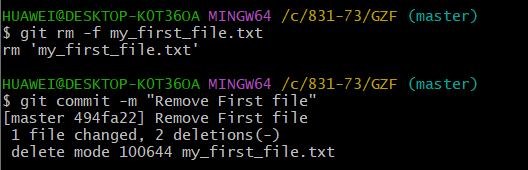 HUAWEI@DESKTOP-K0T36OA MINGW64 /c/831-73/GZF (master)
$ git rm -f my_first_file.txt
rm 'my_first_file.txt'
HUAWEI@DESKTOP-K0T36OA MINGW64 /c/831-73/GZF (master)
$ git commit -m "Remove First file"
[master 494fa22] Remove First file
 1 file changed, 2 deletions(-)
 delete mode 100644 my_first_file.txt